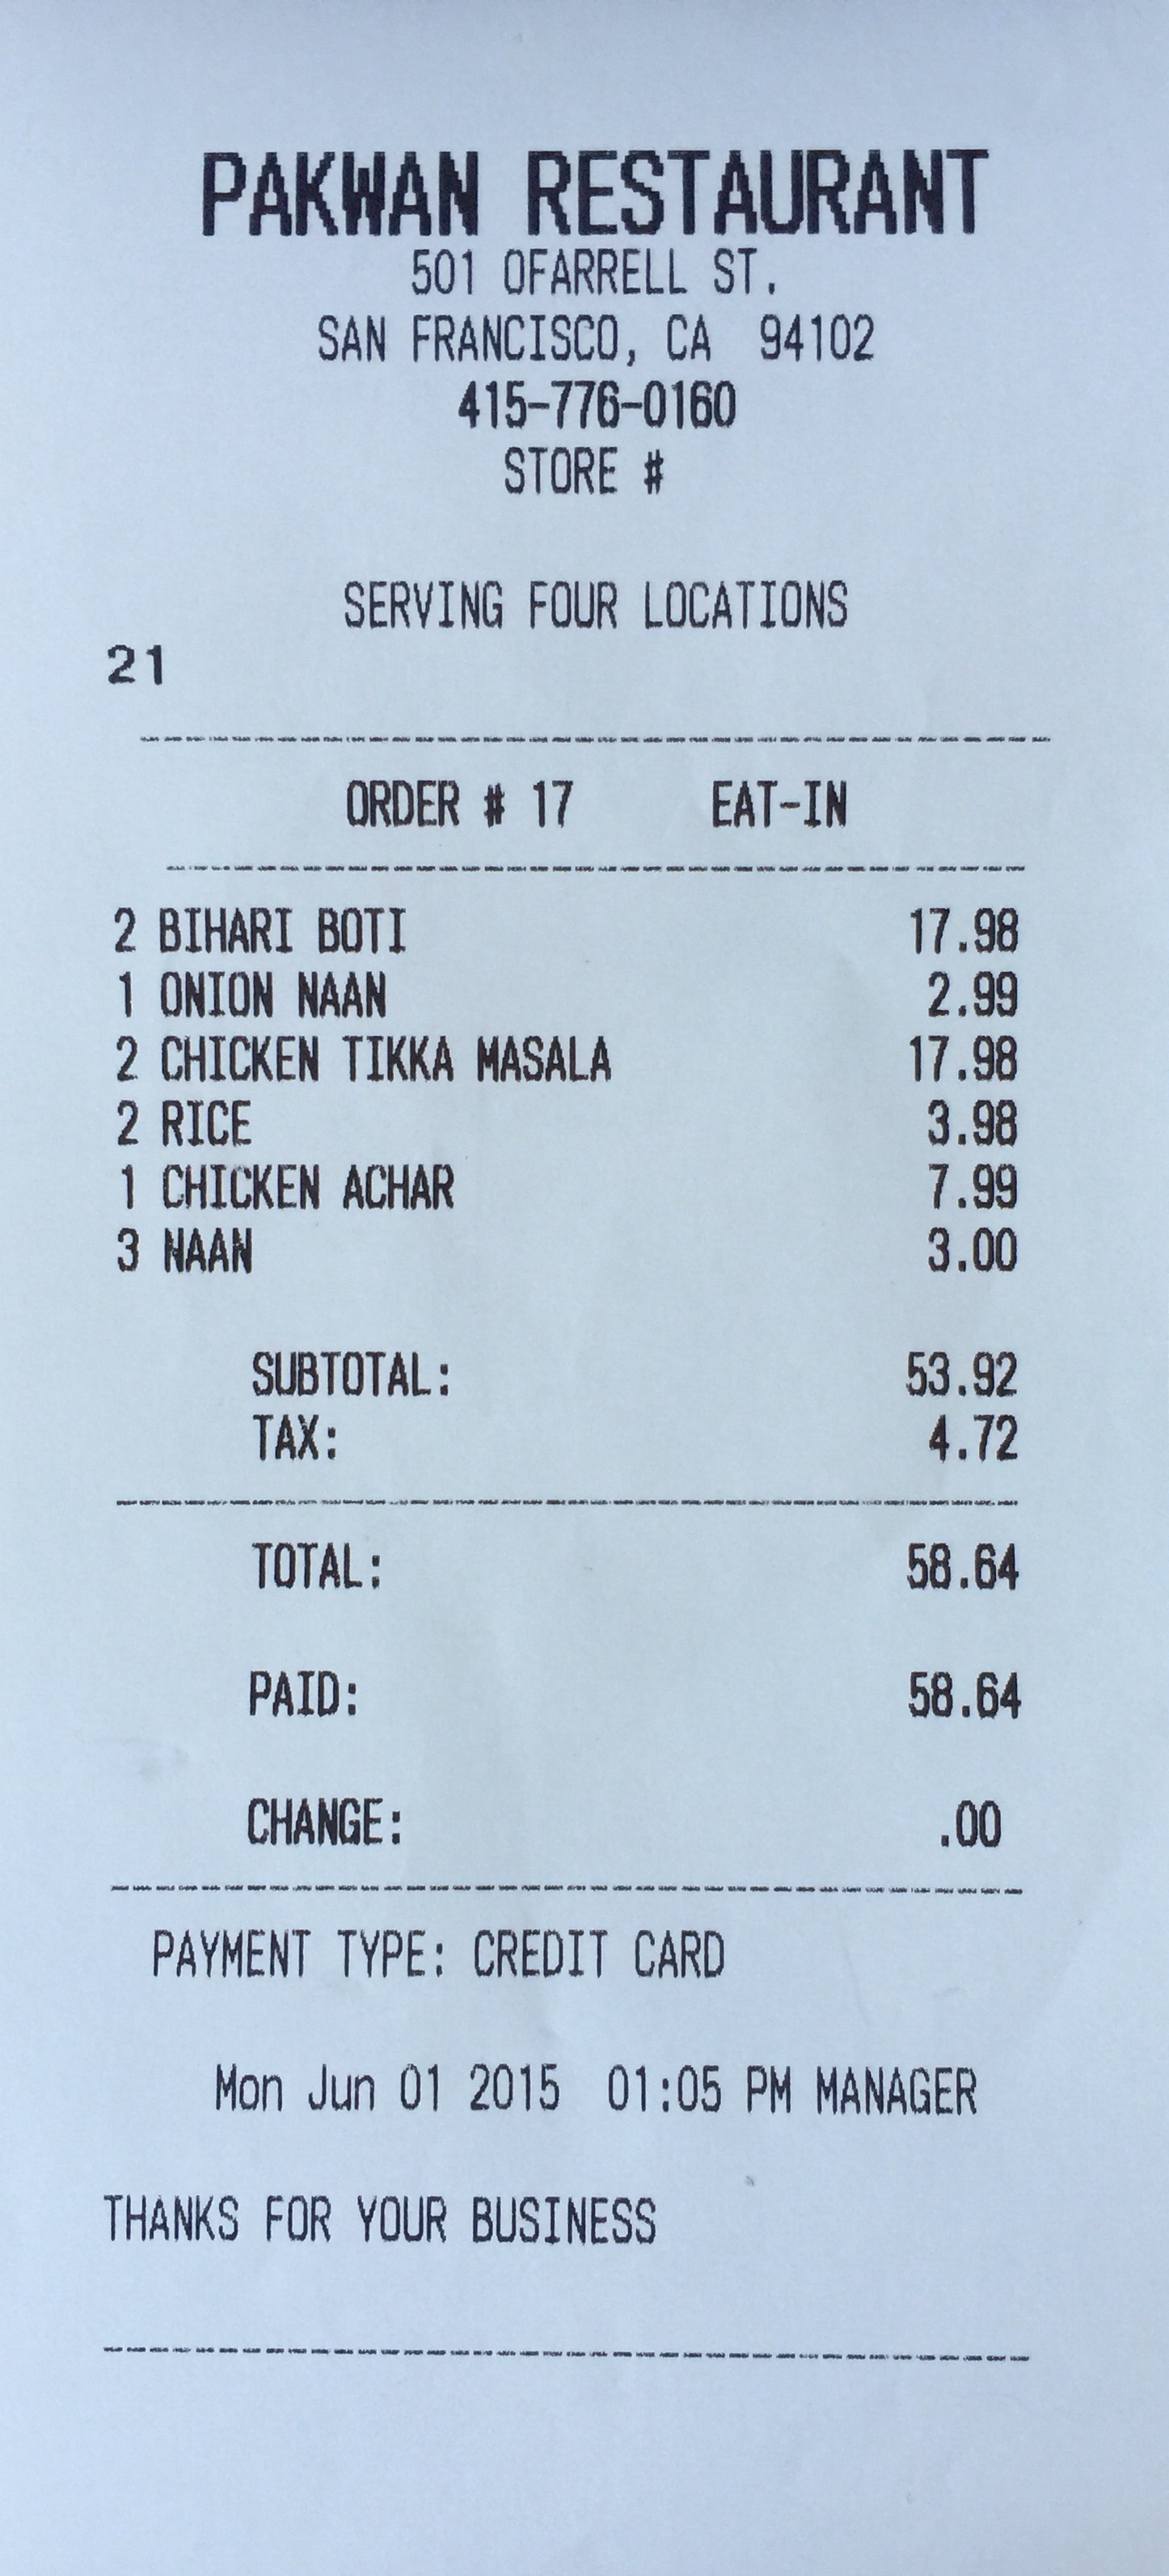 PAKWAN RESTAURANT
501 OFARRELL ST.
SAN FRANCISCO, CA 94102
415-776-0160
STORE #
SERVING FOUR LOCATIONS
21
ORDER # 17 EAT-IN
2 BIHARI BOTI 17.98
1 ONION NAAN 2.99
2 CHICKEN TIKKA MASALA 17.98
2 RICE 3.98
1 CHICKEN ACHAR 7.99
3 NAAN 3.00
SUBTOTAL: 53.92
TAX: 4.72
TOTAL: 58.64
PAID: 58.64
CHANGE: .00
PAYMENT TYPE: CREDIT CARD
Mon Jun 01 2015 01:05 PM MANAGER
THANKS FOR YOUR BUSINESS